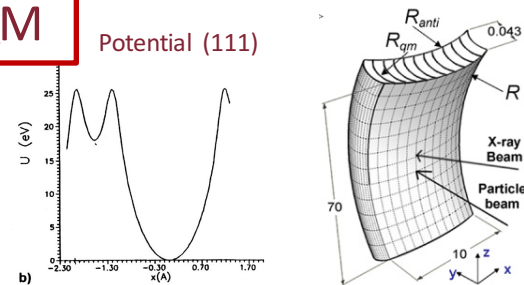 M
Potential (111)
U (eV)
25
20
15
10
5
0
-2.30
-1.30
-0.30
0.70
1.70
x(A)
b)
>
R_anti
0.043
R_qm
R
X-ray
Beam
Particle
beam
70
10
z
y
x